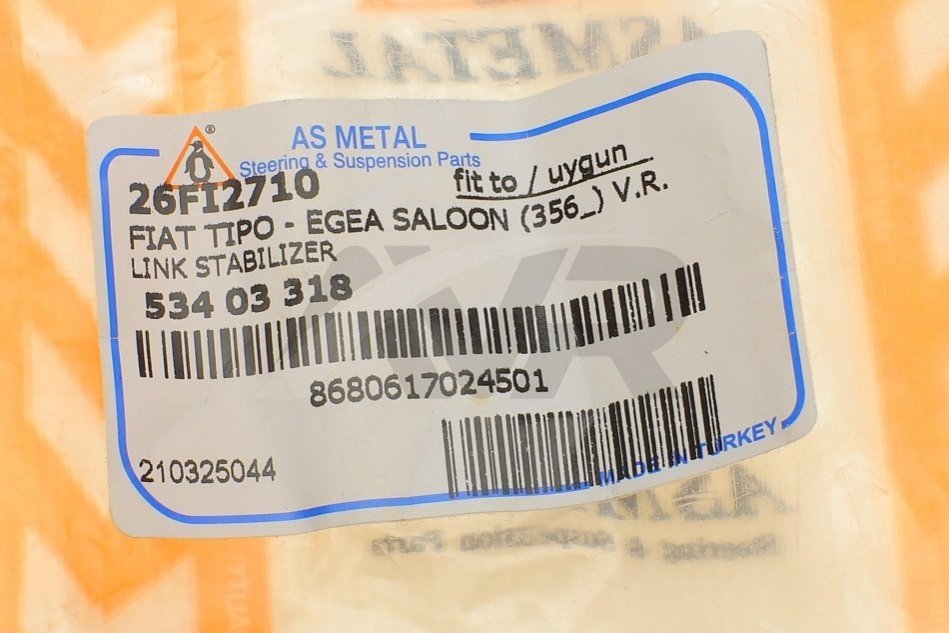 ASMETAL
®
AS METAL
Steering & Suspension Parts
fit to / uygun
26FI2710
FIAT TIPO - EGEA SALOON (356_) V.R.
LINK STABILIZER
534 03 318
8680617024501
210325044
MADE IN TURKEY